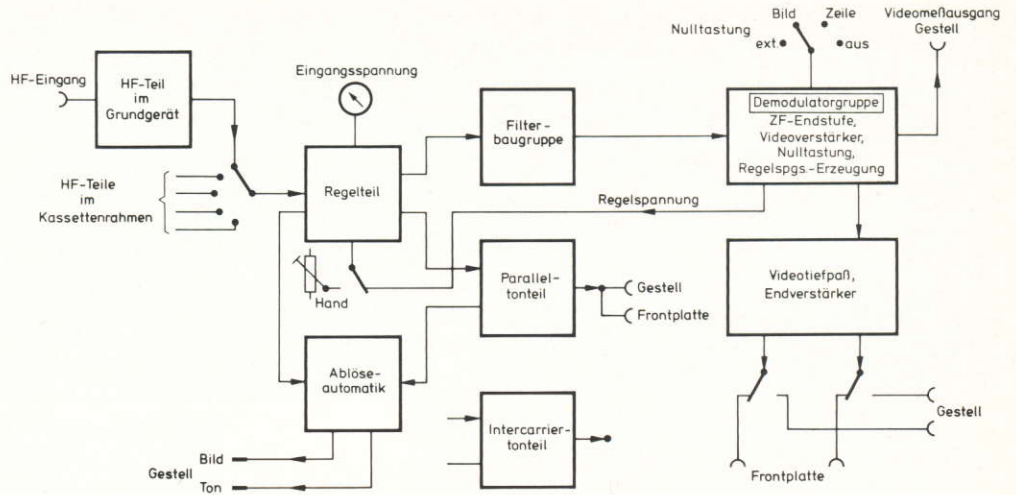 Bild
Zeile
Nulltastung
ext.
aus
Videomeßausgang
Gestell
HF-Eingang
HF-Teil
im
Grundgerät
Eingangsspannung
Filter-
baugruppe
Demodulatorgruppe
ZF-Endstufe,
Videoverstärker,
Nulltastung,
Regelspgs.-Erzeugung
HF-Teile
im
Kassettenrahmen
Regelteil
Regelspannung
Hand
Parallel-
tonteil
Gestell
Frontplatte
Videotiefpaß,
Endverstärker
Ablöse-
automatik
Intercarrier-
tonteil
Gestell
Bild
Ton
Gestell
Frontplatte